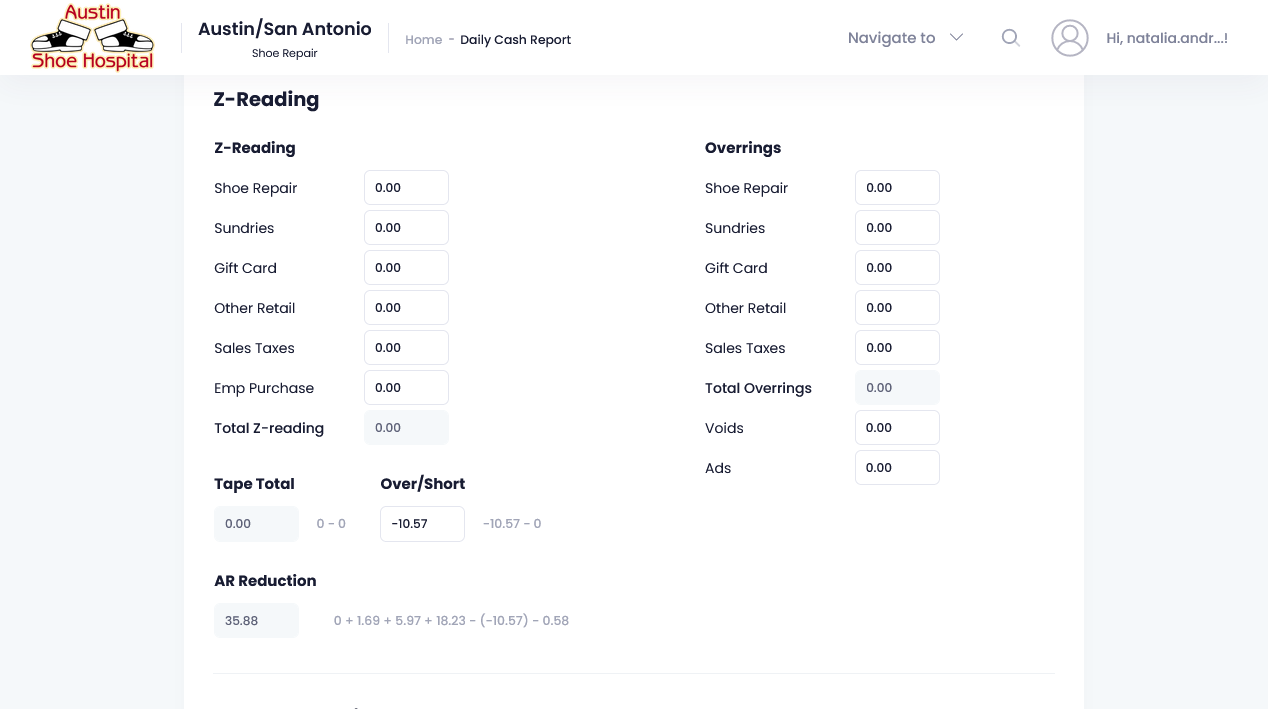 Austin
Shoe Hospital
Austin/San Antonio
Shoe Repair
Home - Daily Cash Report
Navigate to
Hi, natalia.andr...!
Z-Reading
Z-Reading
Shoe Repair 0.00
Sundries 0.00
Gift Card 0.00
Other Retail 0.00
Sales Taxes 0.00
Emp Purchase 0.00
Total Z-reading 0.00
Overrings
Shoe Repair 0.00
Sundries 0.00
Gift Card 0.00
Other Retail 0.00
Sales Taxes 0.00
Total Overrings 0.00
Voids 0.00
Ads 0.00
Tape Total Over/Short
0.00 0 - 0 -10.57 -10.57 - 0
AR Reduction
35.88 0 + 1.69 + 5.97 + 18.23 - (-10.57) - 0.58